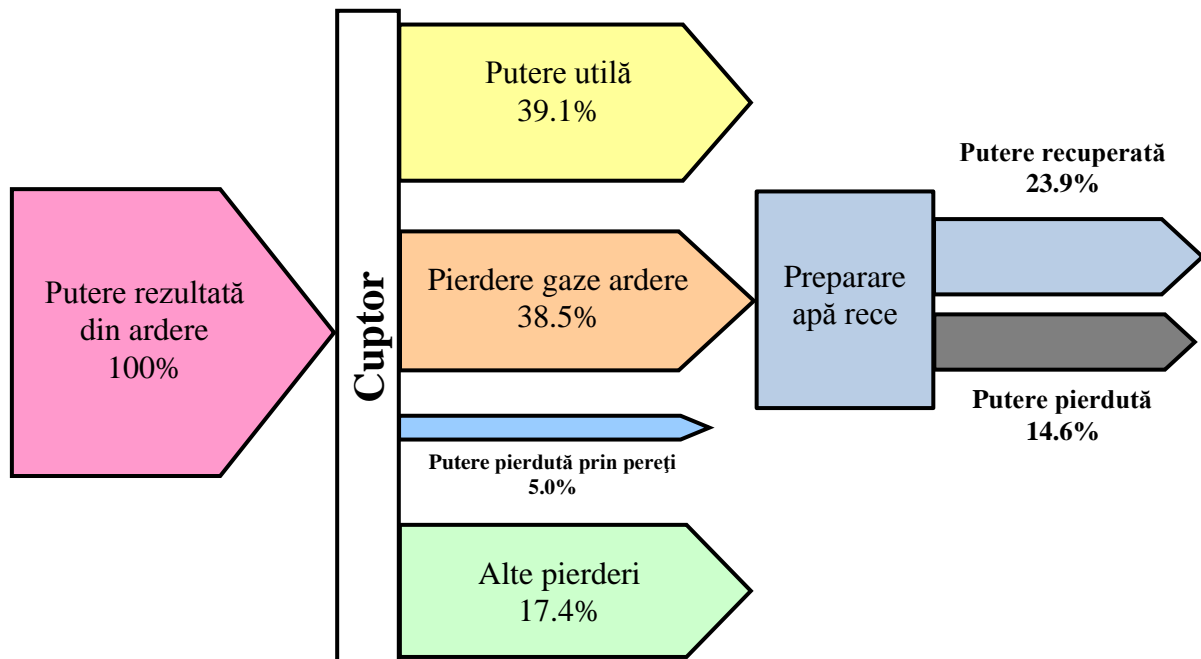 Putere rezultată
din ardere
100%
Cuptor
Putere utilă
39.1%
Pierdere gaze ardere
38.5%
Putere pierdută prin pereţi
5.0%
Alte pierderi
17.4%
Preparare
apă rece
Putere recuperată
23.9%
Putere pierdută
14.6%